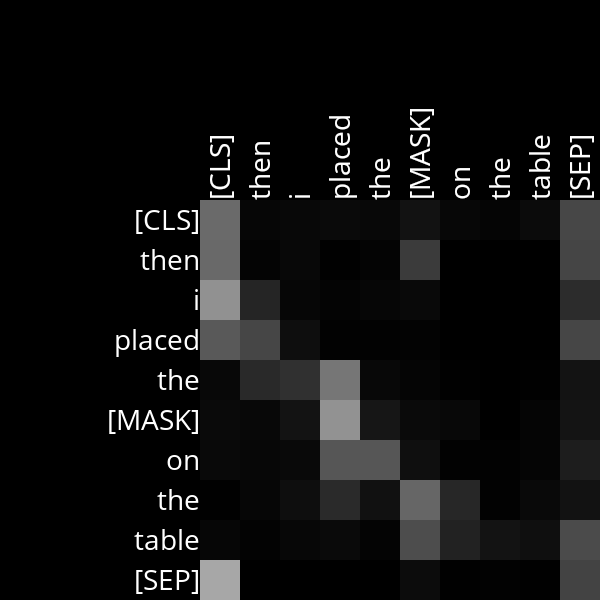 [CLS] then i placed the [MASK] on the table [SEP]
[CLS]
then
i
placed
the
[MASK]
on
the
table
[SEP]